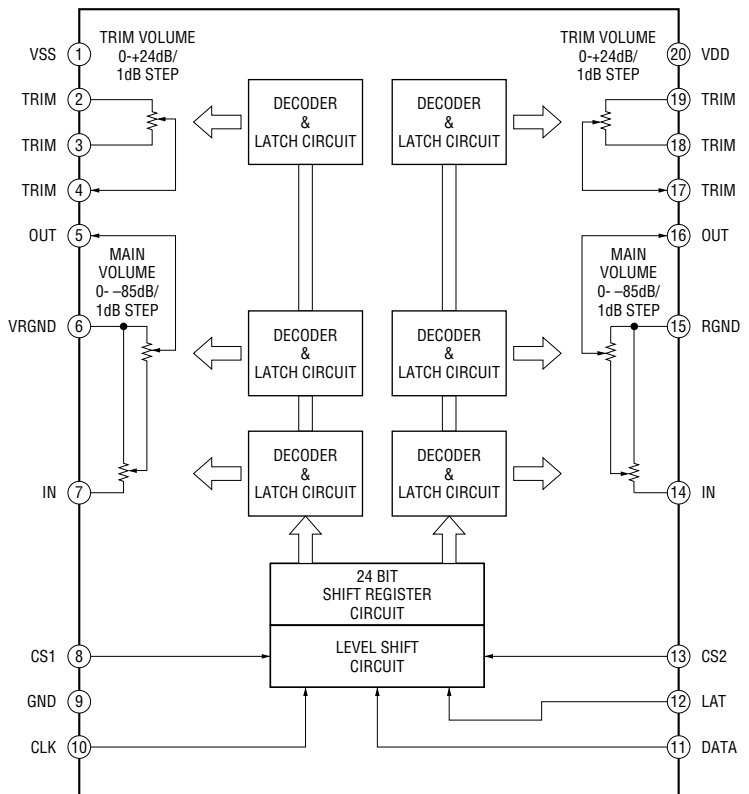 TRIM VOLUME
0-+24dB/
1dB STEP
TRIM VOLUME
0-+24dB/
1dB STEP
VSS 1
20 VDD
TRIM 2
19 TRIM
DECODER
&
LATCH CIRCUIT
DECODER
&
LATCH CIRCUIT
TRIM 3
18 TRIM
TRIM 4
17 TRIM
OUT 5
16 OUT
MAIN
VOLUME
0- –85dB/
1dB STEP
MAIN
VOLUME
0- –85dB/
1dB STEP
VRGND 6
15 RGND
DECODER
&
LATCH CIRCUIT
DECODER
&
LATCH CIRCUIT
DECODER
&
LATCH CIRCUIT
DECODER
&
LATCH CIRCUIT
IN 7
14 IN
24 BIT
SHIFT REGISTER
CIRCUIT
LEVEL SHIFT
CIRCUIT
CS1 8
13 CS2
GND 9
12 LAT
CLK 10
11 DATA